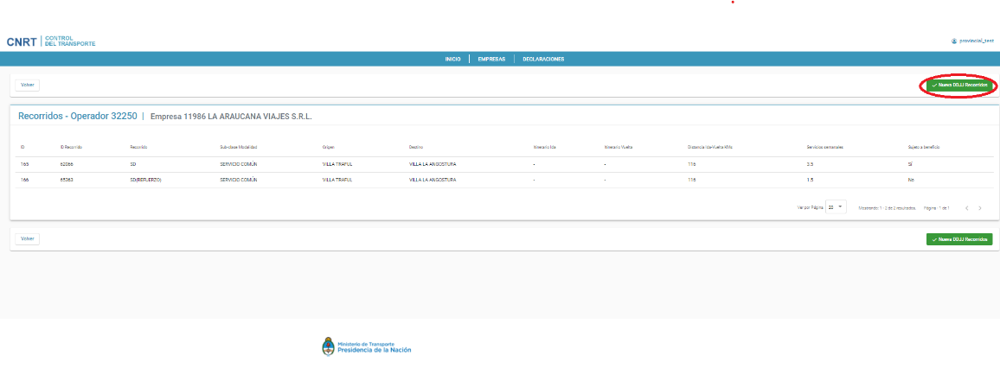 CNRT CONTROL
DEL TRANSPORTE
provincial_test
INICIO EMPRESAS DECLARACIONES
Volver Nueva DDJJ Recorridos
Recorridos - Operador 32250 | Empresa 11986 LA ARAUCANA VIAJES S.R.L.
ID ID Recorrido Recorrido Sub-clase Modalidad Origen Destino Itinerario Ida Itinerario Vuelta Distancia Ida-Vuelta KMs Servicios semanales Sujeto a beneficio
165 62066 SD SERVICIO COMÚN VILLA TRAFUL VILLA LA ANGOSTURA - - 116 3.5 Sí
166 65363 SD(REFUERZO) SERVICIO COMÚN VILLA TRAFUL VILLA LA ANGOSTURA - - 116 1.5 No
Ver por Página 20 Mostrando: 1 - 2 de 2 resultados. Página: 1 de 1
Volver Nueva DDJJ Recorridos
Ministerio de Transporte
Presidencia de la Nación